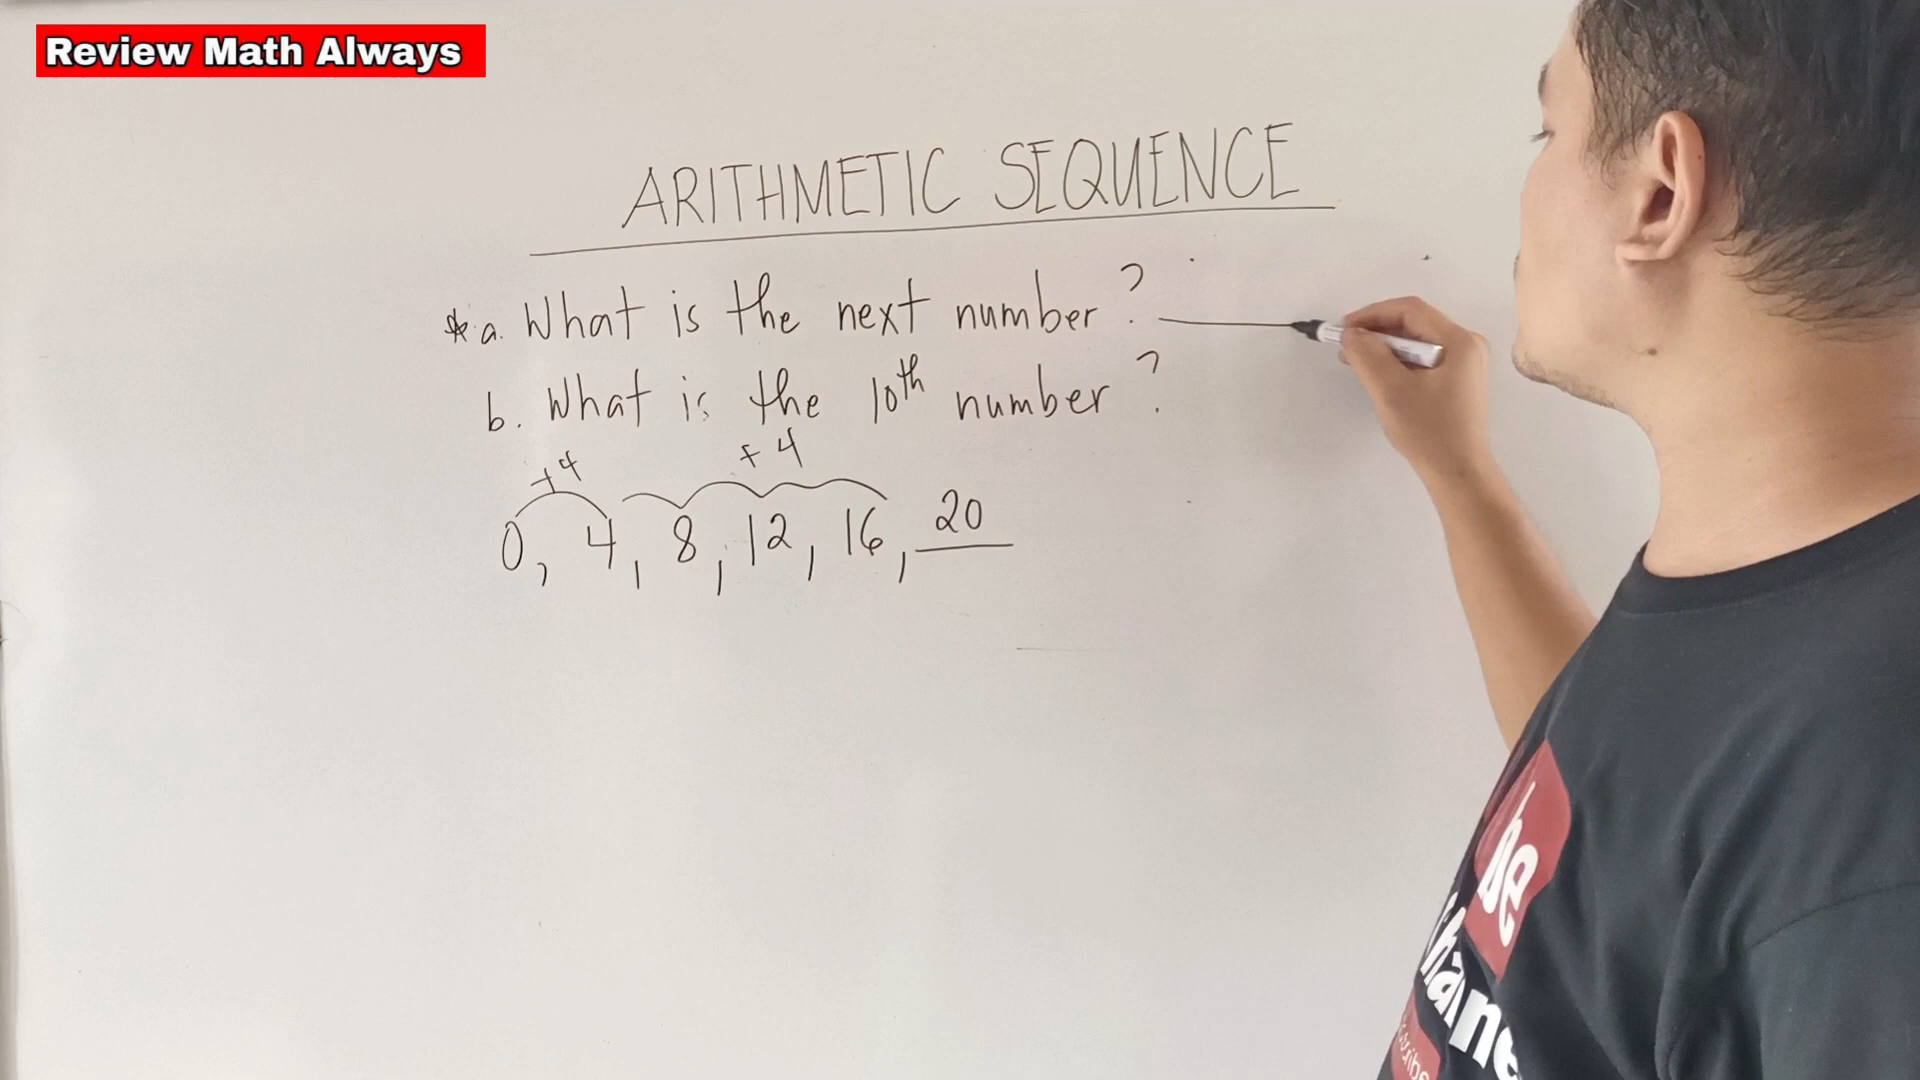 Review Math Always
ARITHMETIC SEQUENCE
* a. What is the next number?
b. What is the 10th number?
+4 +4
0, 4, 8, 12, 16, 20
be